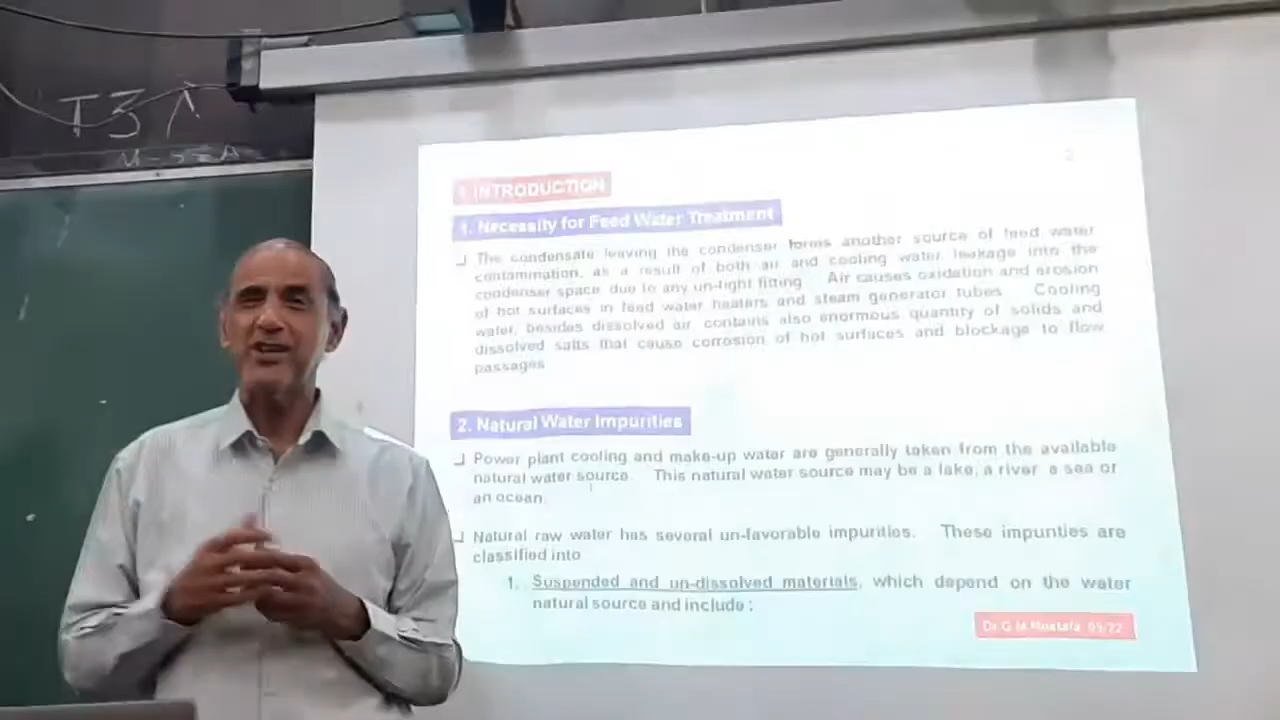 T3
2
I INTRODUCTION
1. Necessity for Feed Water Treatment
The condensate leaving the condenser forms another source of feed water
contamination, as a result of both air and cooling water leakage into the
condenser space due to any un-tight fitting. Air causes oxidation and erosion
of hot surfaces in feed water heaters and steam generator tubes. Cooling
water, besides dissolved air contains also enormous quantity of solids and
dissolved salts that cause corrosion of hot surfaces and blockage to flow
passages
2. Natural Water Impurities
Power plant cooling and make-up water are generally taken from the available
natural water source. This natural water source may be a lake, a river a sea or
an ocean.
Natural raw water has several un-favorable impurities. These impunties are
classified into
1. Suspended and un-dissolved materials, which depend on the water
natural source and include :
Dr G M Mostafa 09/22